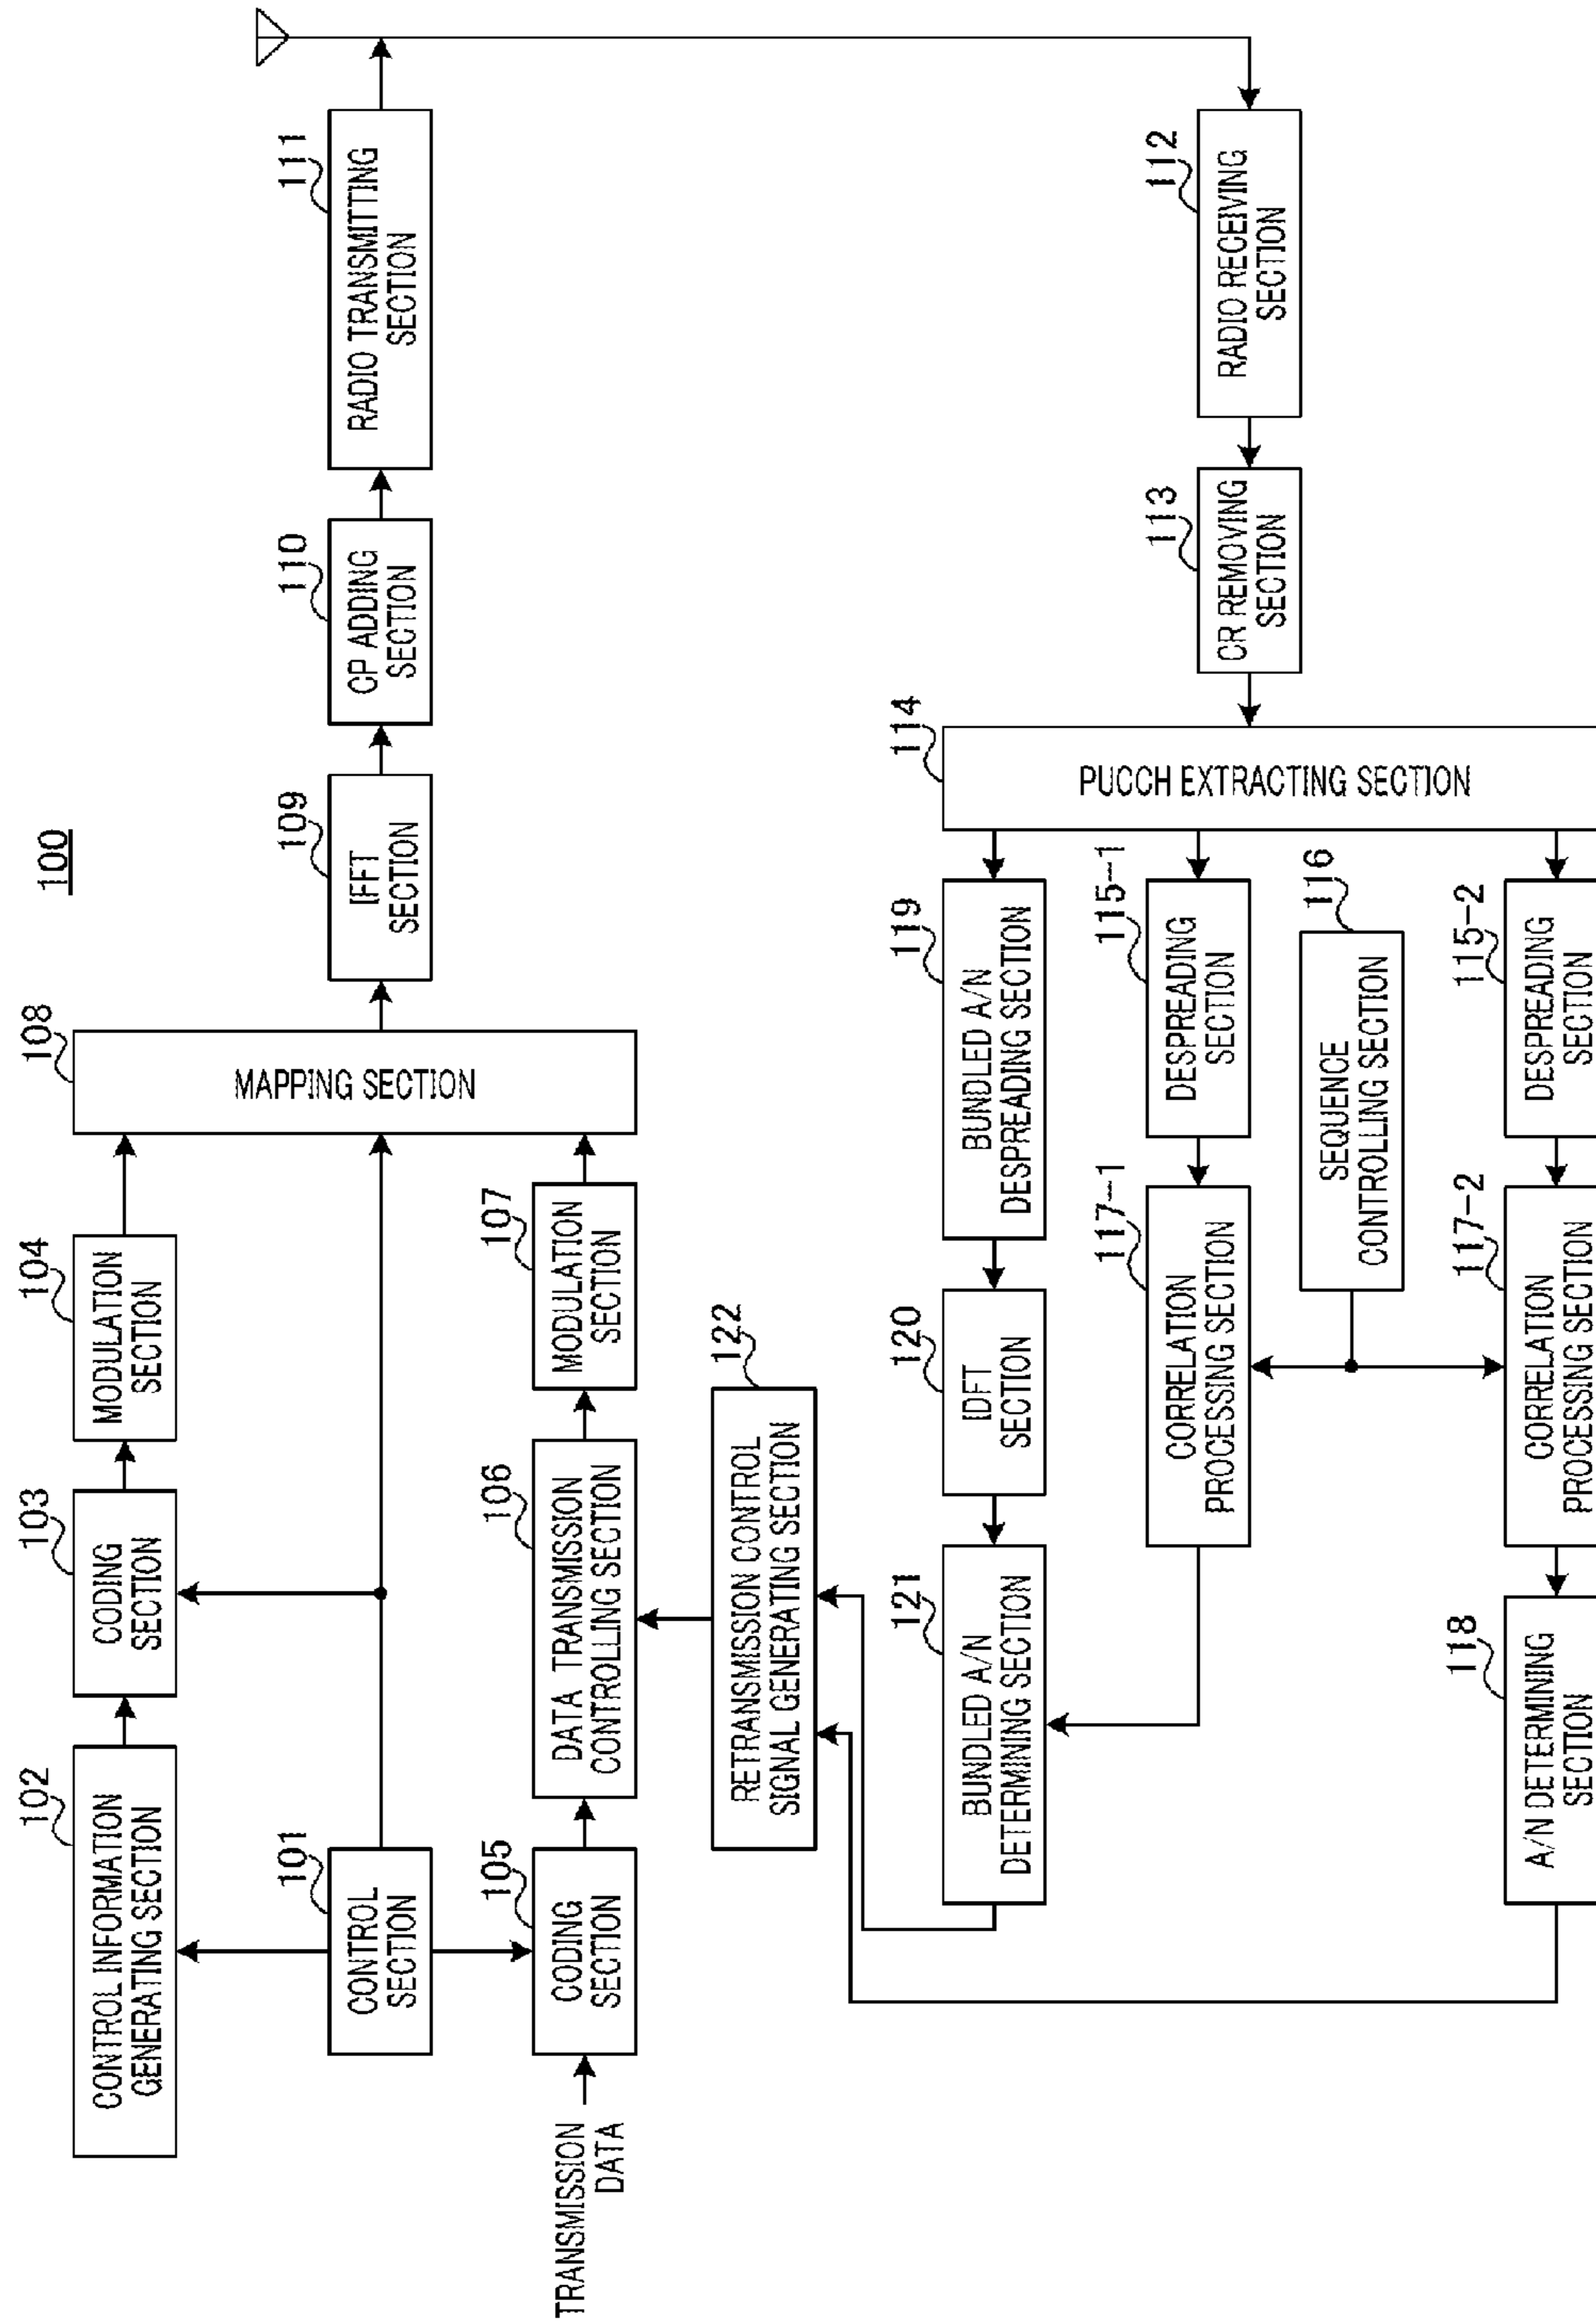 100
102
CONTROL INFORMATION
GENERATING SECTION
103
CODING
SECTION
104
MODULATION
SECTION
108
MAPPING SECTION
109
IFFT
SECTION
110
CP ADDING
SECTION
111
RADIO TRANSMITTING
SECTION
101
CONTROL
SECTION
TRANSMISSION
DATA
105
CODING
SECTION
106
DATA TRANSMISSION
CONTROLLING SECTION
107
MODULATION
SECTION
122
RETRANSMISSION CONTROL
SIGNAL GENERATING SECTION
121
BUNDLED A/N
DETERMINING SECTION
120
IDFT
SECTION
119
BUNDLED A/N
DESPREADING SECTION
114
PUCCH EXTRACTING SECTION
113
CR REMOVING
SECTION
112
RADIO RECEIVING
SECTION
117-1
CORRELATION
PROCESSING SECTION
115-1
DESPREADING
SECTION
SEQUENCE
CONTROLLING SECTION
116
118
A/N DETERMINING
SECTION
117-2
CORRELATION
PROCESSING SECTION
115-2
DESPREADING
SECTION